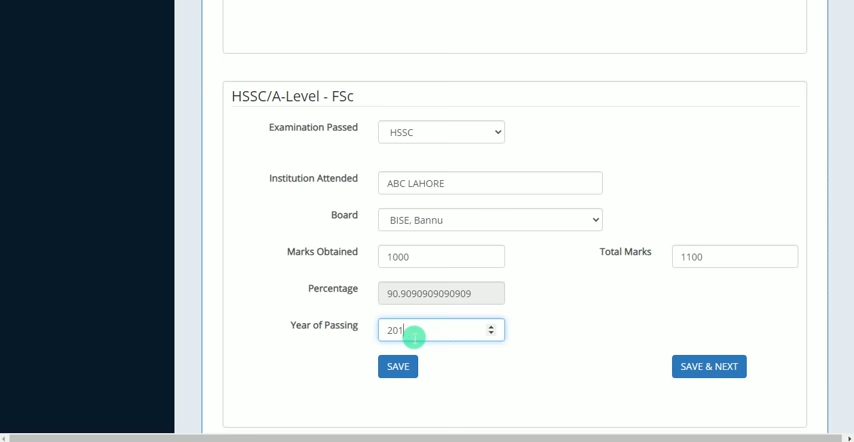 HSSC/A-Level - FSc
Examination Passed HSSC
Institution Attended ABC LAHORE
Board BISE, Bannu
Marks Obtained 1000 Total Marks 1100
Percentage 90.9090909090909
Year of Passing 201
SAVE SAVE & NEXT